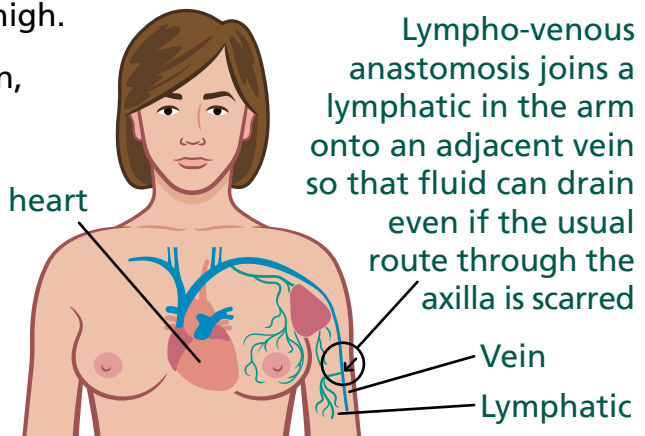 high.
n,
Lympho-venous
anastomosis joins a
lymphatic in the arm
onto an adjacent vein
so that fluid can drain
even if the usual
route through the
axilla is scarred
heart
Vein
Lymphatic